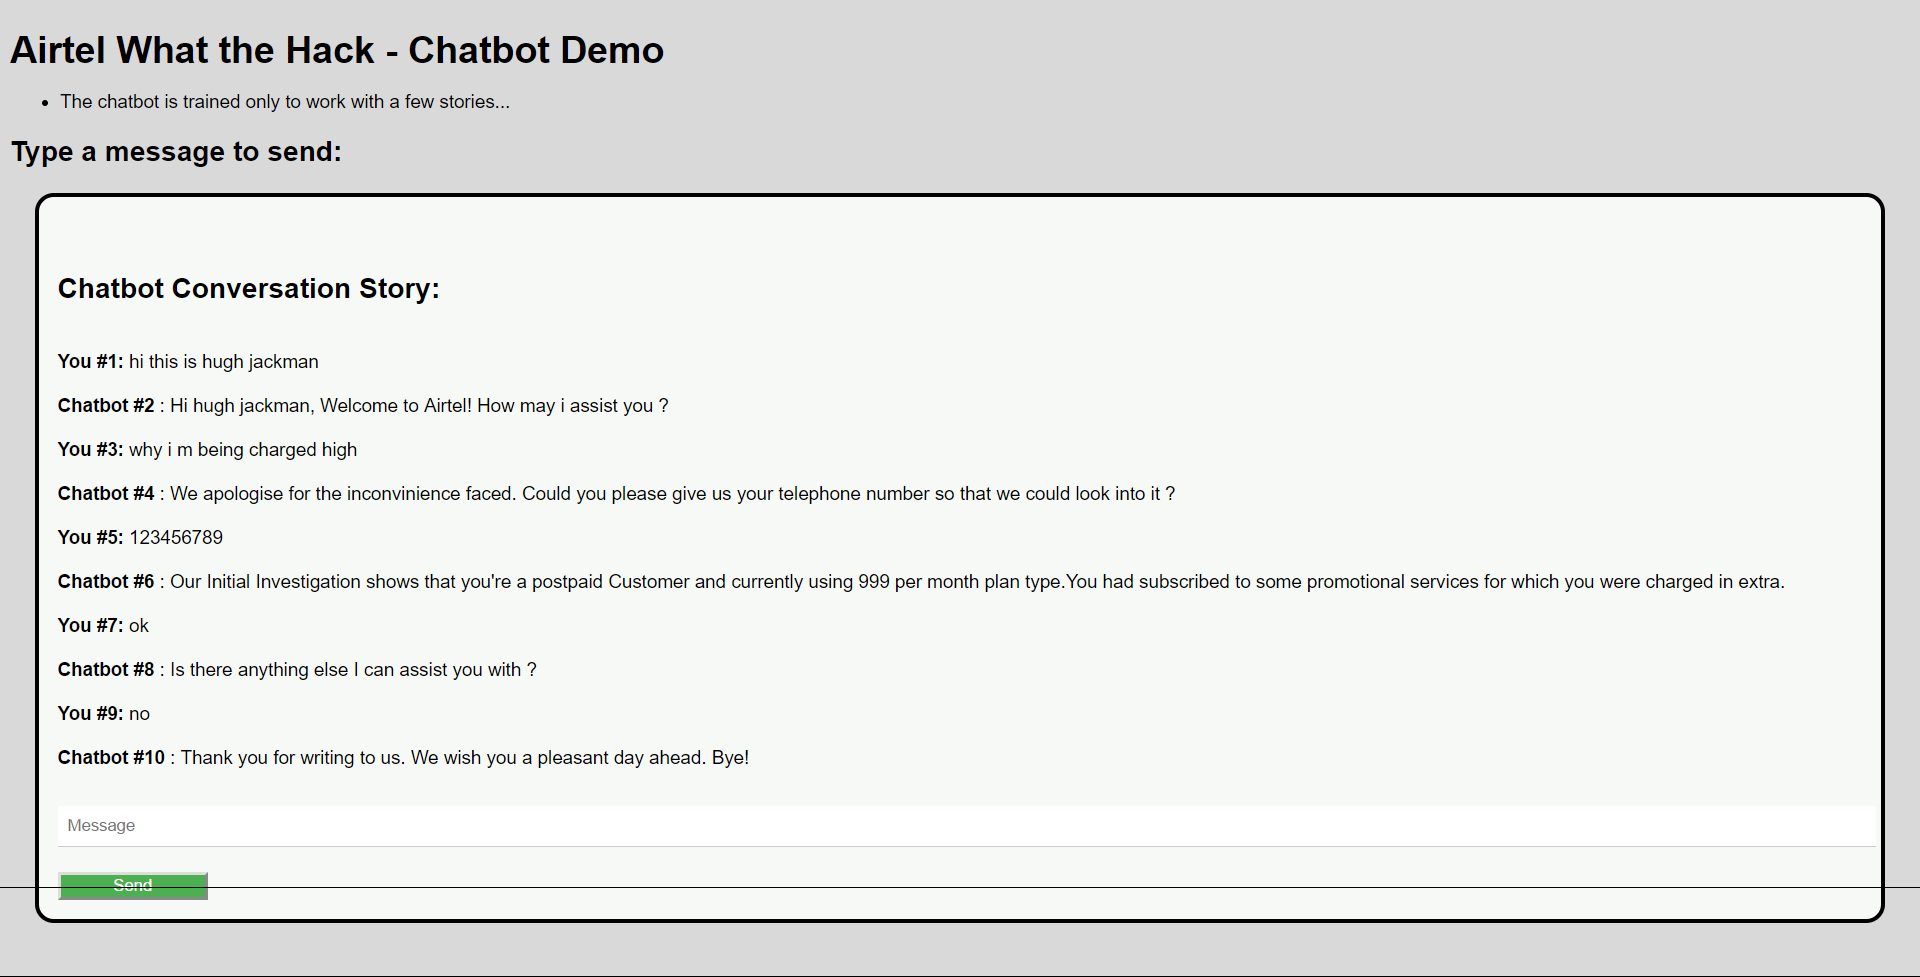 Airtel What the Hack - Chatbot Demo
• The chatbot is trained only to work with a few stories...
Type a message to send:
Chatbot Conversation Story:
You #1: hi this is hugh jackman
Chatbot #2 : Hi hugh jackman, Welcome to Airtel! How may i assist you ?
You #3: why i m being charged high
Chatbot #4 : We apologise for the inconvinience faced. Could you please give us your telephone number so that we could look into it ?
You #5: 123456789
Chatbot #6 : Our Initial Investigation shows that you're a postpaid Customer and currently using 999 per month plan type.You had subscribed to some promotional services for which you were charged in extra.
You #7: ok
Chatbot #8 : Is there anything else I can assist you with ?
You #9: no
Chatbot #10 : Thank you for writing to us. We wish you a pleasant day ahead. Bye!
Message
Send